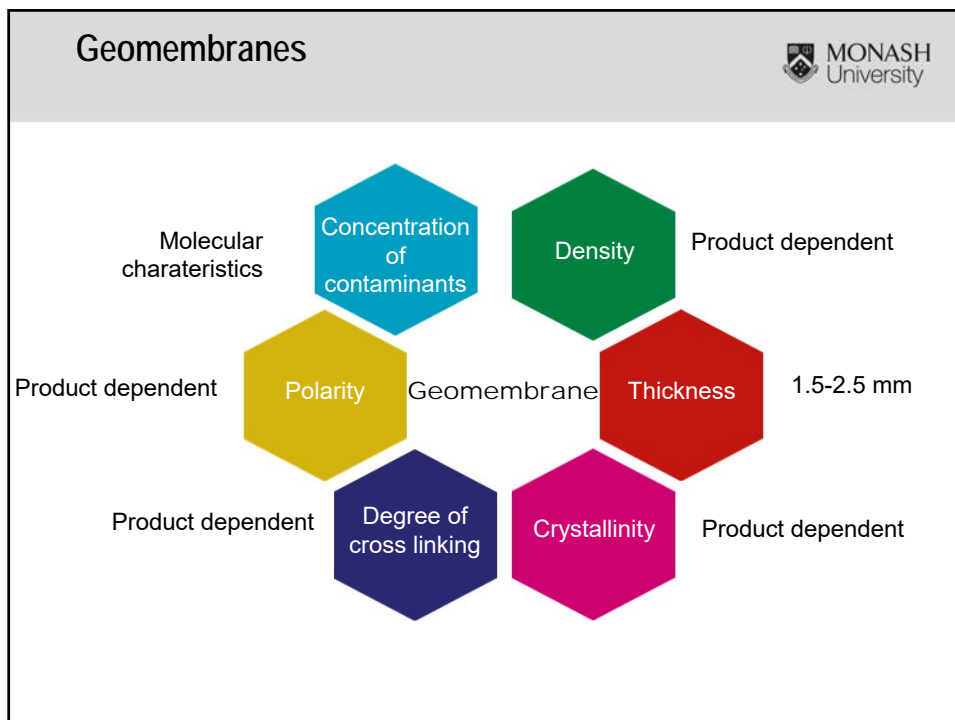 Geomembranes
MONASH
University
Molecular
charateristics
Concentration
of
contaminants
Density
Product dependent
Product dependent
Polarity
Geomembrane
Thickness
1.5-2.5 mm
Product dependent
Degree of
cross linking
Crystallinity
Product dependent